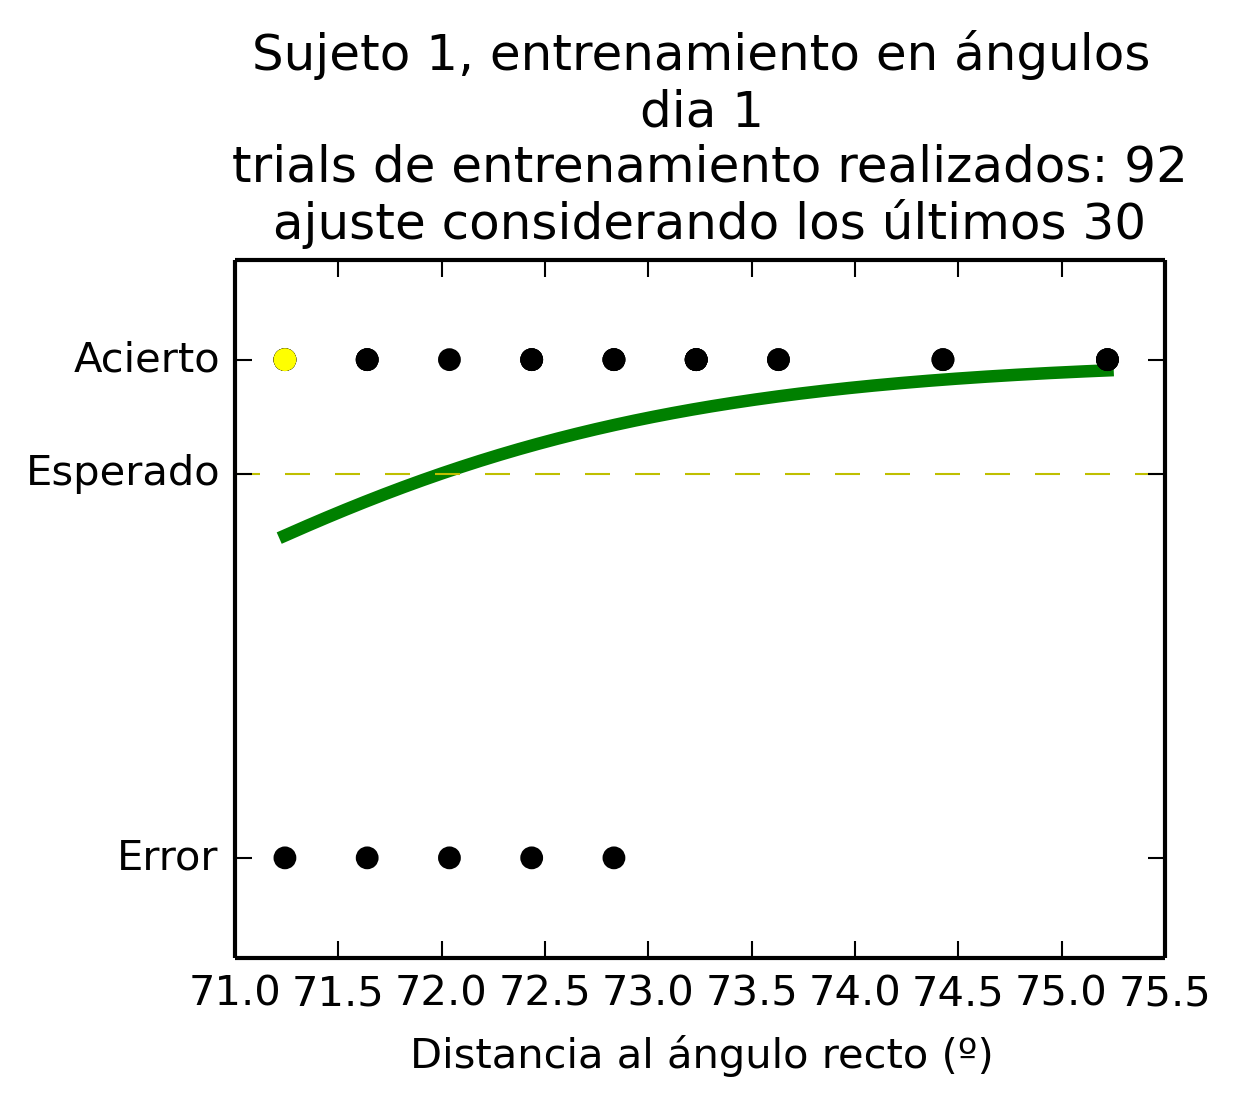 Sujeto 1, entrenamiento en ángulos
dia 1
trials de entrenamiento realizados: 92
ajuste considerando los últimos 30
Acierto
Esperado
Error
71.0 71.5 72.0 72.5 73.0 73.5 74.0 74.5 75.0 75.5
Distancia al ángulo recto (º)